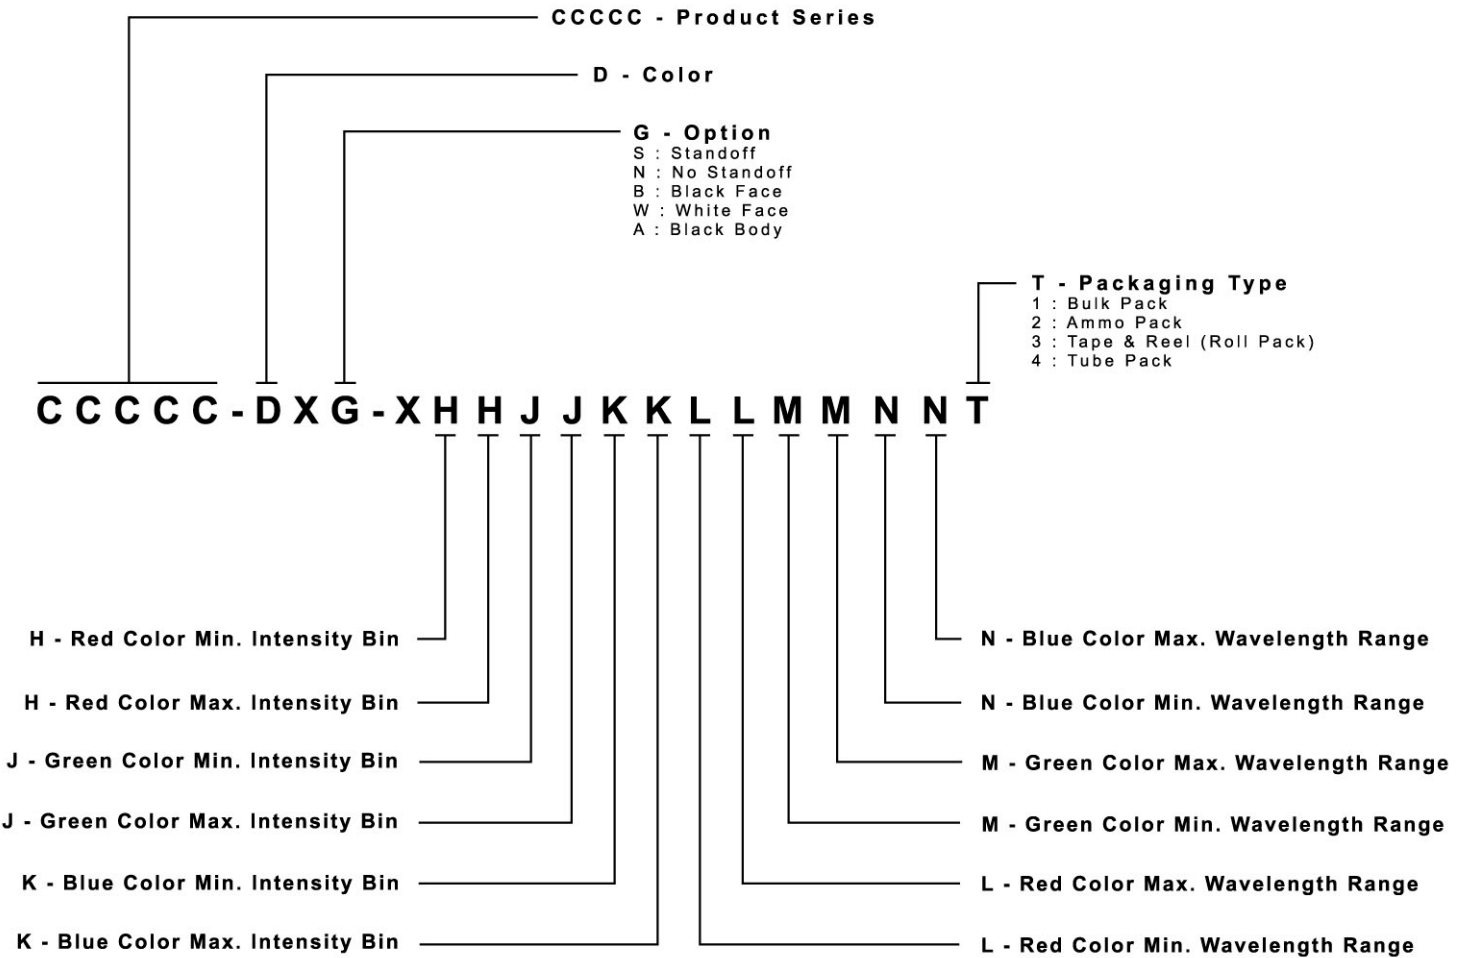 CCCCC - Product Series
D - Color
G - Option
S : Standoff
N : No Standoff
B : Black Face
W : White Face
A : Black Body
T - Packaging Type
1 : Bulk Pack
2 : Ammo Pack
3 : Tape & Reel (Roll Pack)
4 : Tube Pack
CCCCC-DXG-XHHJJKKLLMMNNT
H - Red Color Min. Intensity Bin
H - Red Color Max. Intensity Bin
J - Green Color Min. Intensity Bin
J - Green Color Max. Intensity Bin
K - Blue Color Min. Intensity Bin
K - Blue Color Max. Intensity Bin
N - Blue Color Max. Wavelength Range
N - Blue Color Min. Wavelength Range
M - Green Color Max. Wavelength Range
M - Green Color Min. Wavelength Range
L - Red Color Max. Wavelength Range
L - Red Color Min. Wavelength Range